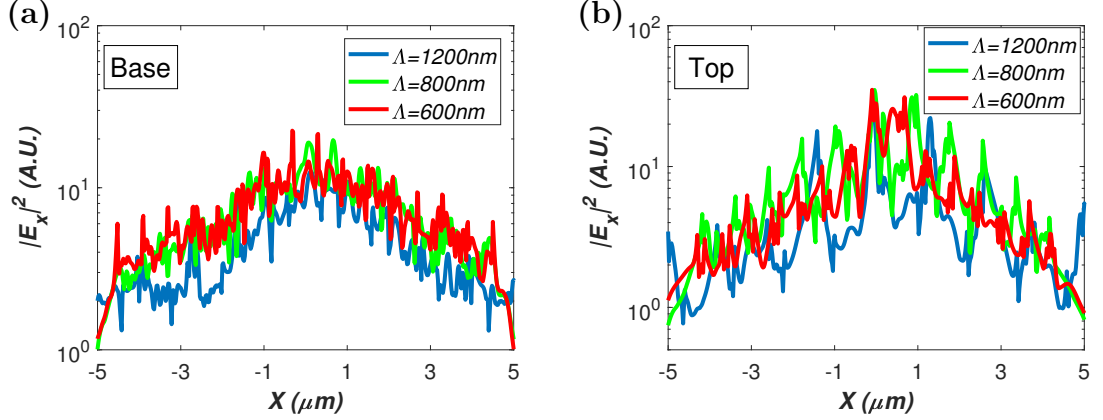 (a)
10²
Base
Λ=1200nm
Λ=800nm
Λ=600nm
|Eₓ|² (A.U.)
10¹
10⁰
-5 -3 -1 1 3 5
X (μm)
(b)
10²
Top
Λ=1200nm
Λ=800nm
Λ=600nm
|Eₓ|² (A.U.)
10¹
10⁰
-5 -3 -1 1 3 5
X (μm)